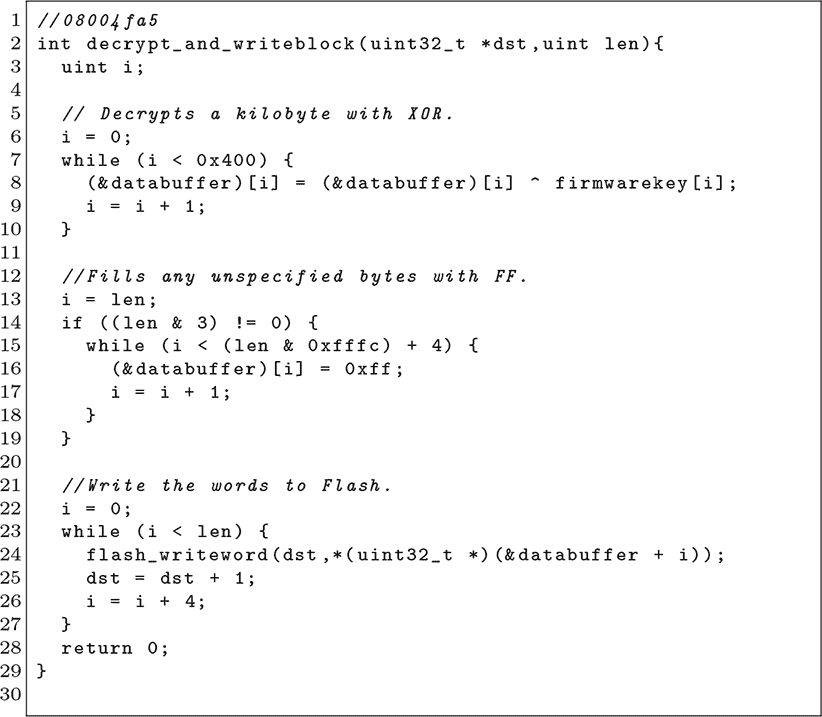 1 //08004fa5
2 int decrypt_and_writeblock(uint32_t *dst,uint len){
3   uint i;
4
5   // Decrypts a kilobyte with XOR.
6   i = 0;
7   while (i < 0x400) {
8     (&databuffer)[i] = (&databuffer)[i] ^ firmwarekey[i];
9     i = i + 1;
10   }
11
12   //Fills any unspecified bytes with FF.
13   i = len;
14   if ((len & 3) != 0) {
15     while (i < (len & 0xfffc) + 4) {
16       (&databuffer)[i] = 0xff;
17       i = i + 1;
18     }
19   }
20
21   //Write the words to Flash.
22   i = 0;
23   while (i < len) {
24     flash_writeword(dst,*(uint32_t *)(&databuffer + i));
25     dst = dst + 1;
26     i = i + 4;
27   }
28   return 0;
29 }
30